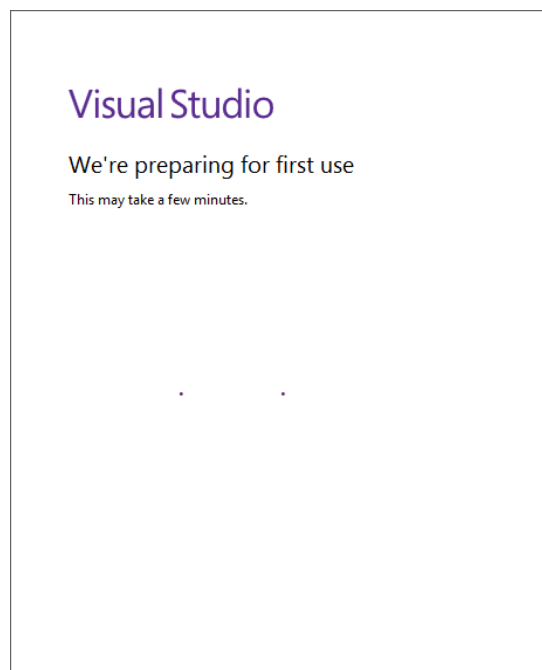 Visual Studio
We're preparing for first use
This may take a few minutes.